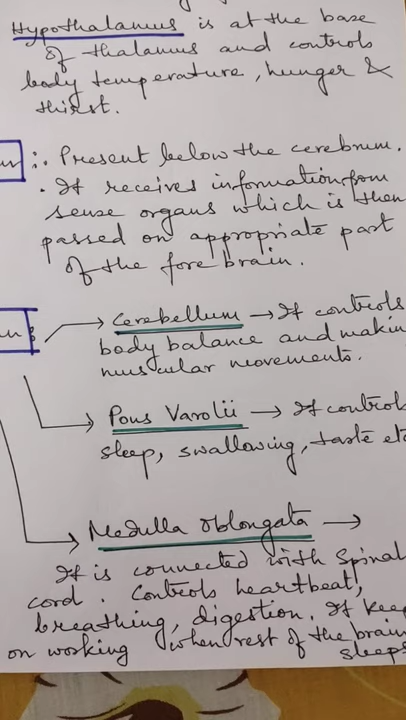 Hypothalamus is at the base
of thalamus and controls
body temperature, hunger &
thirst.
:. Present below the cerebrum.
. It receives information from
sense organs which is then
passed on appropriate part
of the fore brain.
: → Cerebellum → It controls
body balance and makin
muscular movements.
→ Pons Varolii → It controls
sleep, swallowing, taste etc
→ Medulla oblongata →
It is connected with Spinal
cord. Controls heartbeat,
breathing, digestion. It keep
on working when rest of the brain
sleeps